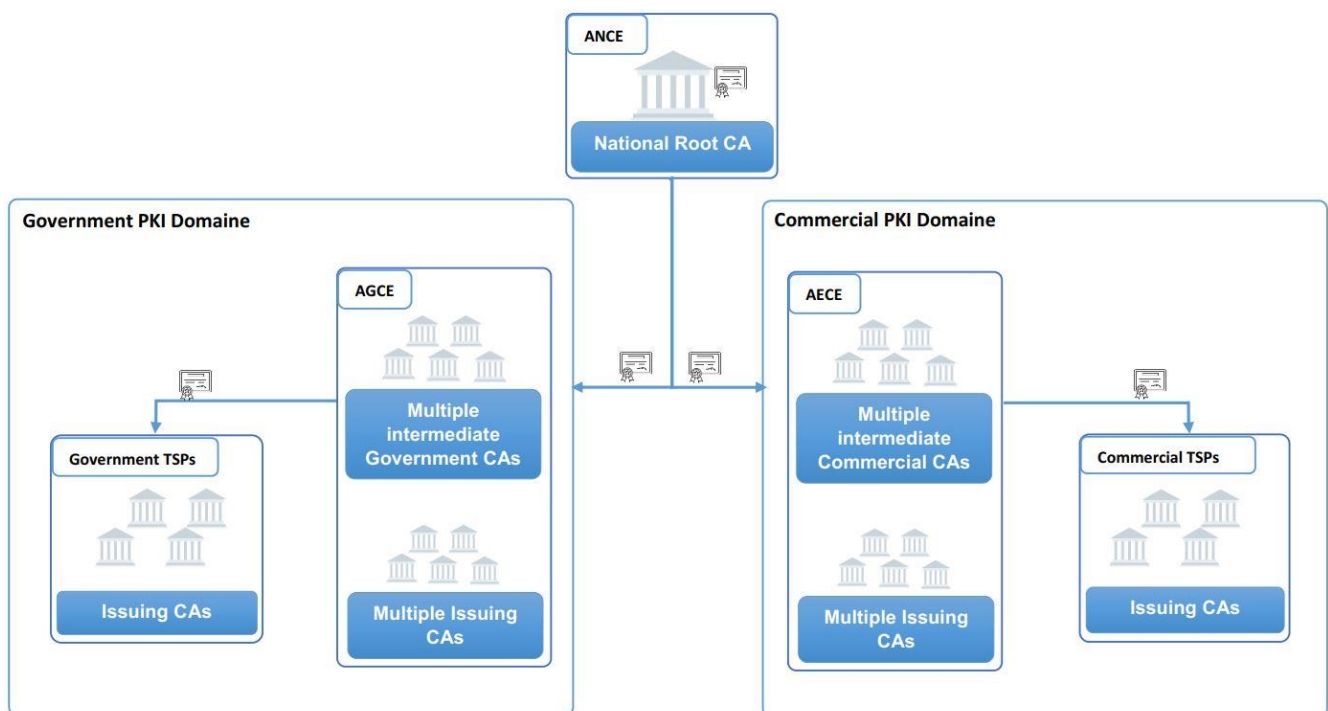 ANCE
National Root CA
Government PKI Domaine
AGCE
Multiple
intermediate
Government CAs
Multiple Issuing
CAs
Government TSPs
Issuing CAs
Commercial PKI Domaine
AECE
Multiple
intermediate
Commercial CAs
Multiple Issuing
CAs
Commercial TSPs
Issuing CAs